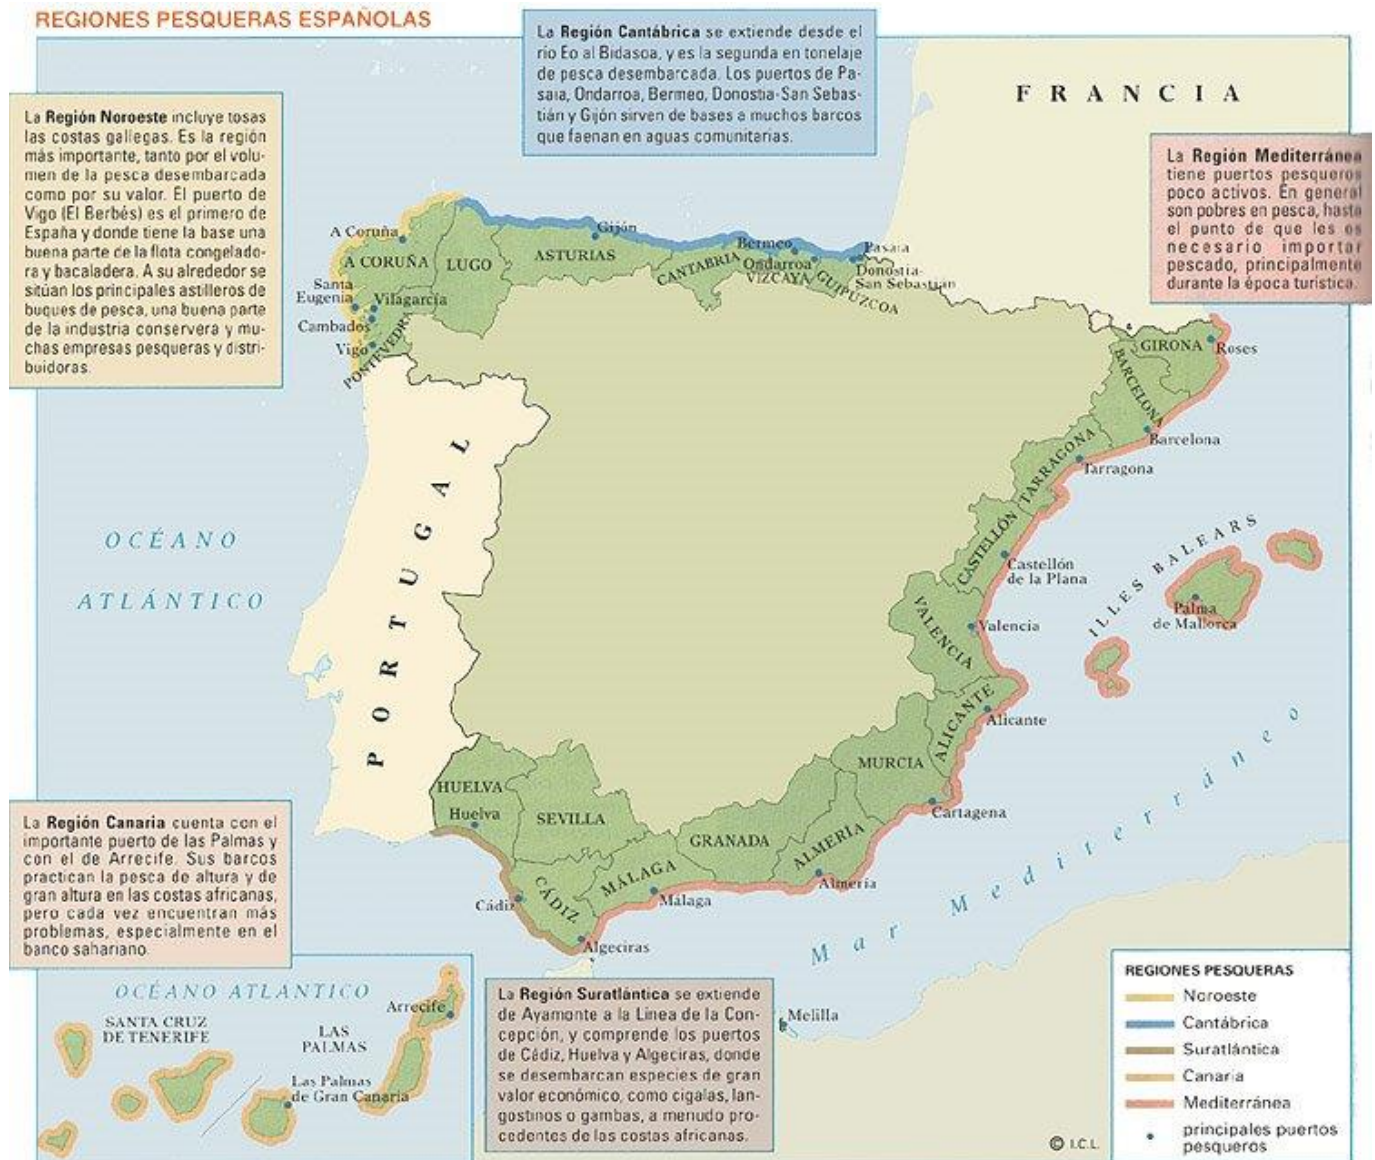 REGIONES PESQUERAS ESPAÑOLAS
La Región Cantábrica se extiende desde el
río Eo al Bidasoa, y es la segunda en tonelaje
de pesca desembarcada. Los puertos de Pa-
saia, Ondarroa, Bermeo, Donostia-San Sebas-
tián y Gijón sirven de bases a muchos barcos
que faenan en aguas comunitarias.
FRANCIA
La Región Noroeste incluye tosas
las costas gallegas. Es la región
más importante, tanto por el volu-
men de la pesca desembarcada
como por su valor. El puerto de
Vigo (El Berbés) es el primero de
España y donde tiene la base una
buena parte de la flota congelado-
ra y bacaladera. A su alrededor se
sitúan los principales astilleros de
buques de pesca, una buena parte
de la industria conservera y mu-
chas empresas pesqueras y distri-
buidoras.
La Región Mediterránea
tiene puertos pesqueros
poco activos. En general
son pobres en pesca, hasta
el punto de que les es
necesario importar
pescado, principalmente
durante la época turística.
A Coruña
A CORUÑA
LUGO
ASTURIAS
Gijón
CANTABRIA
Bermeo
Ondarroa
VIZCAYA
GUIPÚZCOA
Pasaia
Donostia-
San Sebastián
Santa
Eugenia
Vilagarcía
Cambados
Vigo
PONTEVEDRA
GIRONA
Roses
BARCELONA
Barcelona
TARRAGONA
Tarragona
PORTUGAL
OCÉANO
ATLÁNTICO
CASTELLÓN
Castellón
de la Plana
ILLES BALEARS
Palma
de Mallorca
VALENCIA
Valencia
ALICANTE
Alicante
MURCIA
Cartagena
HUELVA
Huelva
SEVILLA
GRANADA
ALMERÍA
Almería
MÁLAGA
Málaga
CÁDIZ
Cádiz
Algeciras
Mar Mediterráneo
La Región Canaria cuenta con el
importante puerto de las Palmas y
con el de Arrecife. Sus barcos
practican la pesca de altura y de
gran altura en las costas africanas,
pero cada vez encuentran más
problemas, especialmente en el
banco sahariano.
OCÉANO ATLÁNTICO
SANTA CRUZ
DE TENERIFE
LAS
PALMAS
Arrecife
Las Palmas
de Gran Canaria
La Región Suratlántica se extiende
de Ayamonte a la Línea de la Con-
cepción, y comprende los puertos
de Cádiz, Huelva y Algeciras, donde
se desembarcan especies de gran
valor económico, como cigalas, lan-
gostinos o gambas, a menudo pro-
cedentes de las costas africanas.
Melilla
© I.C.L.
REGIONES PESQUERAS
Noroeste
Cantábrica
Suratlántica
Canaria
Mediterránea
principales puertos
pesqueros